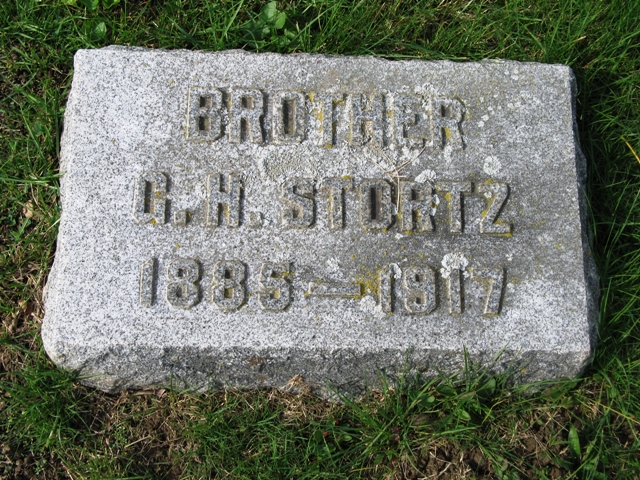 BROTHER
C. H. STORTZ
1885 — 1917